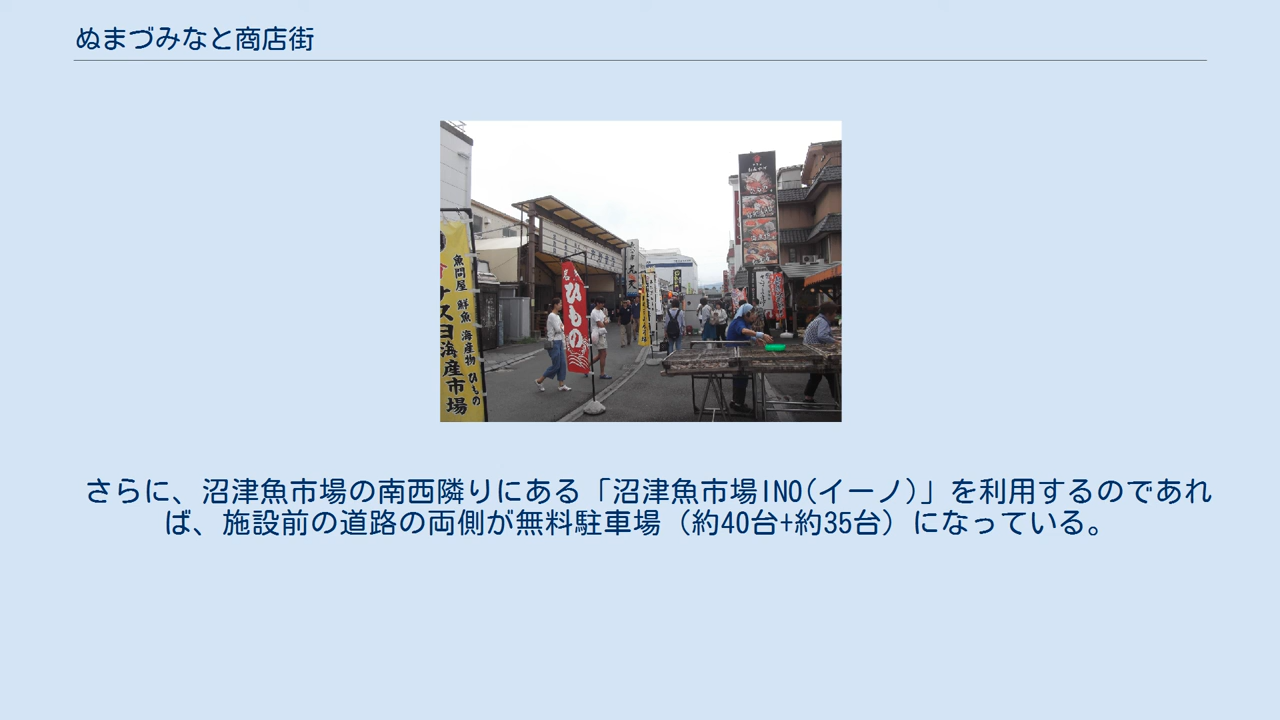 ぬまづみなと商店街
魚問屋 鮮魚 海産物 ひもの
ヤマカ海産市場
ひもの
さらに、沼津魚市場の南西隣りにある「沼津魚市場INO(イーノ)」を利用するのであれ
ば、施設前の道路の両側が無料駐車場（約40台+約35台）になっている。